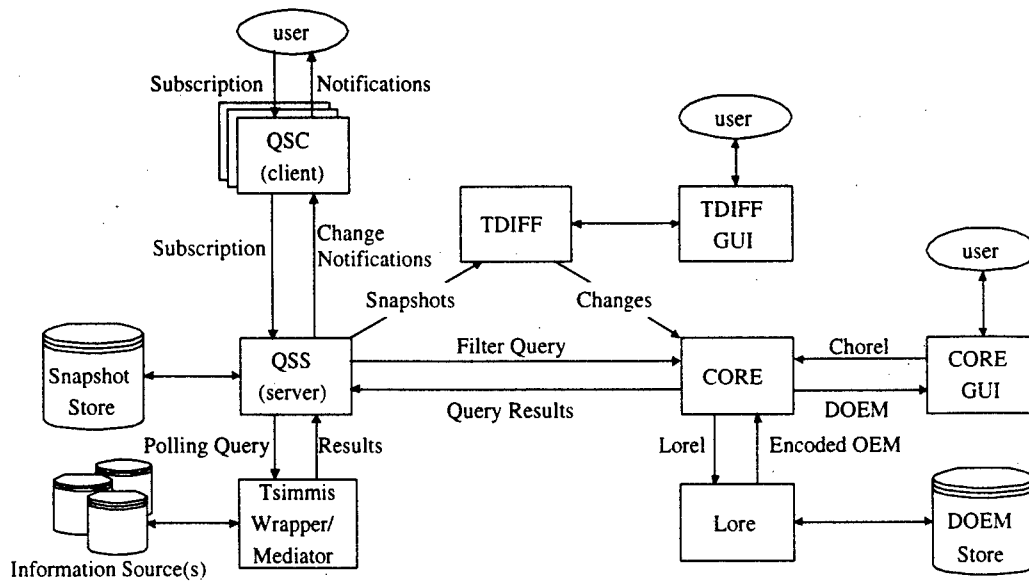 user
Subscription
Notifications
QSC
(client)
user
TDIFF
TDIFF
GUI
Subscription
Change
Notifications
user
Snapshots
Changes
Snapshot
Store
QSS
(server)
Filter Query
Query Results
CORE
Chorel
DOEM
CORE
GUI
Polling Query
Results
Lorel
Encoded OEM
Tsimmis
Wrapper/
Mediator
Lore
DOEM
Store
Information Source(s)